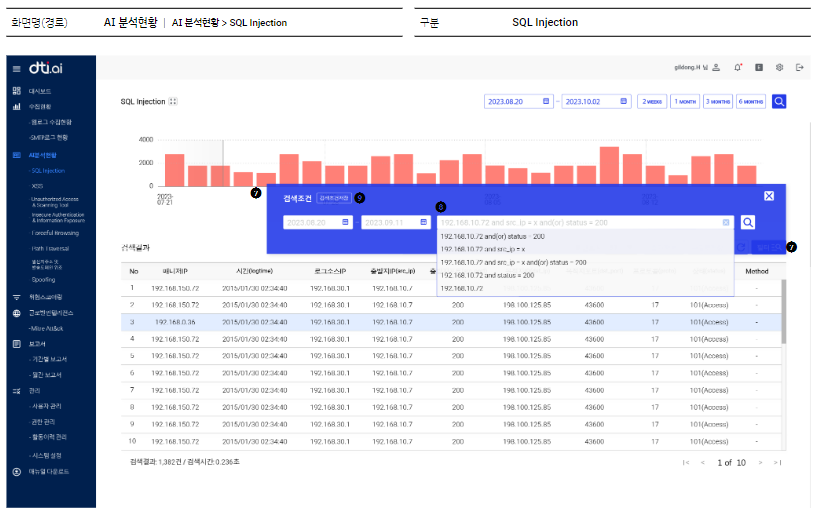 화면명(경로) AI 분석현황 | AI 분석현황 > SQL Injection 구분 SQL Injection
dti.ai
gildong.H 님
대시보드
수집현황
-웹로그 수집현황
-SMTP로그 현황
AI분석현황
- SQL Injection
XSS
Unauthorized Access
& Scanning Tool
Insecure Authentication
& Information Exposure
Forceful Browsing
Path Traversal
Spoofing
위협스코어링
글로벌인텔리전스
-Mitre Att&ck
보고서
- 기간별 보고서
- 월간 보고서
관리
- 사용자 관리
- 권한 관리
- 활동이력 관리
- 시스템 설정
매뉴얼 다운로드
SQL Injection
2023.08.20 ~ 2023.10.02 2 WEEKS 1 MONTH 3 MONTHS 6 MONTHS
4000
2000
0
2023-
07-21
7
검색조건 검색조건저장 9
8
2023.08.20 ~ 2023.09.11 192.168.10.72 and src_ip = x and(or) status = 200
192.168.10.72 and(or) status = 200
192.168.10.72 and src_ip = x
192.168.10.72 and src_ip = x and(or) status = 200
192.168.10.72 and status = 200
192.168.10.72
검색결과
7
No 매니저IP 시간(logtime) 로그소스IP 출발지IP(src_ip) Method
1 192.168.150.72 2015/01/30 02:34:40 192.168.30.1 192.168.10.7 -
2 192.168.150.72 2015/01/30 02:34:40 192.168.30.1 192.168.10.7 200 198.100.125.85 43600 17 101(Access) -
3 192.168.0.36 2015/01/30 02:34:40 192.168.30.1 192.168.10.7 200 198.100.125.85 43600 17 101(Access) -
4 192.168.150.72 2015/01/30 02:34:40 192.168.30.1 192.168.10.7 200 198.100.125.85 43600 17 101(Access) -
5 192.168.150.72 2015/01/30 02:34:40 192.168.30.1 192.168.10.7 200 198.100.125.85 43600 17 101(Access) -
6 192.168.150.72 2015/01/30 02:34:40 192.168.30.1 192.168.10.7 200 198.100.125.85 43600 17 101(Access) -
7 192.168.150.72 2015/01/30 02:34:40 192.168.30.1 192.168.10.7 200 198.100.125.85 43600 17 101(Access) -
8 192.168.150.72 2015/01/30 02:34:40 192.168.30.1 192.168.10.7 200 198.100.125.85 43600 17 101(Access) -
9 192.168.150.72 2015/01/30 02:34:40 192.168.30.1 192.168.10.7 200 198.100.125.85 43600 17 101(Access) -
10 192.168.150.72 2015/01/30 02:34:40 192.168.30.1 192.168.10.7 200 198.100.125.85 43600 17 101(Access) -
검색결과: 1,382건 / 검색시간: 0.236초 |< < 1 of 10 > >|